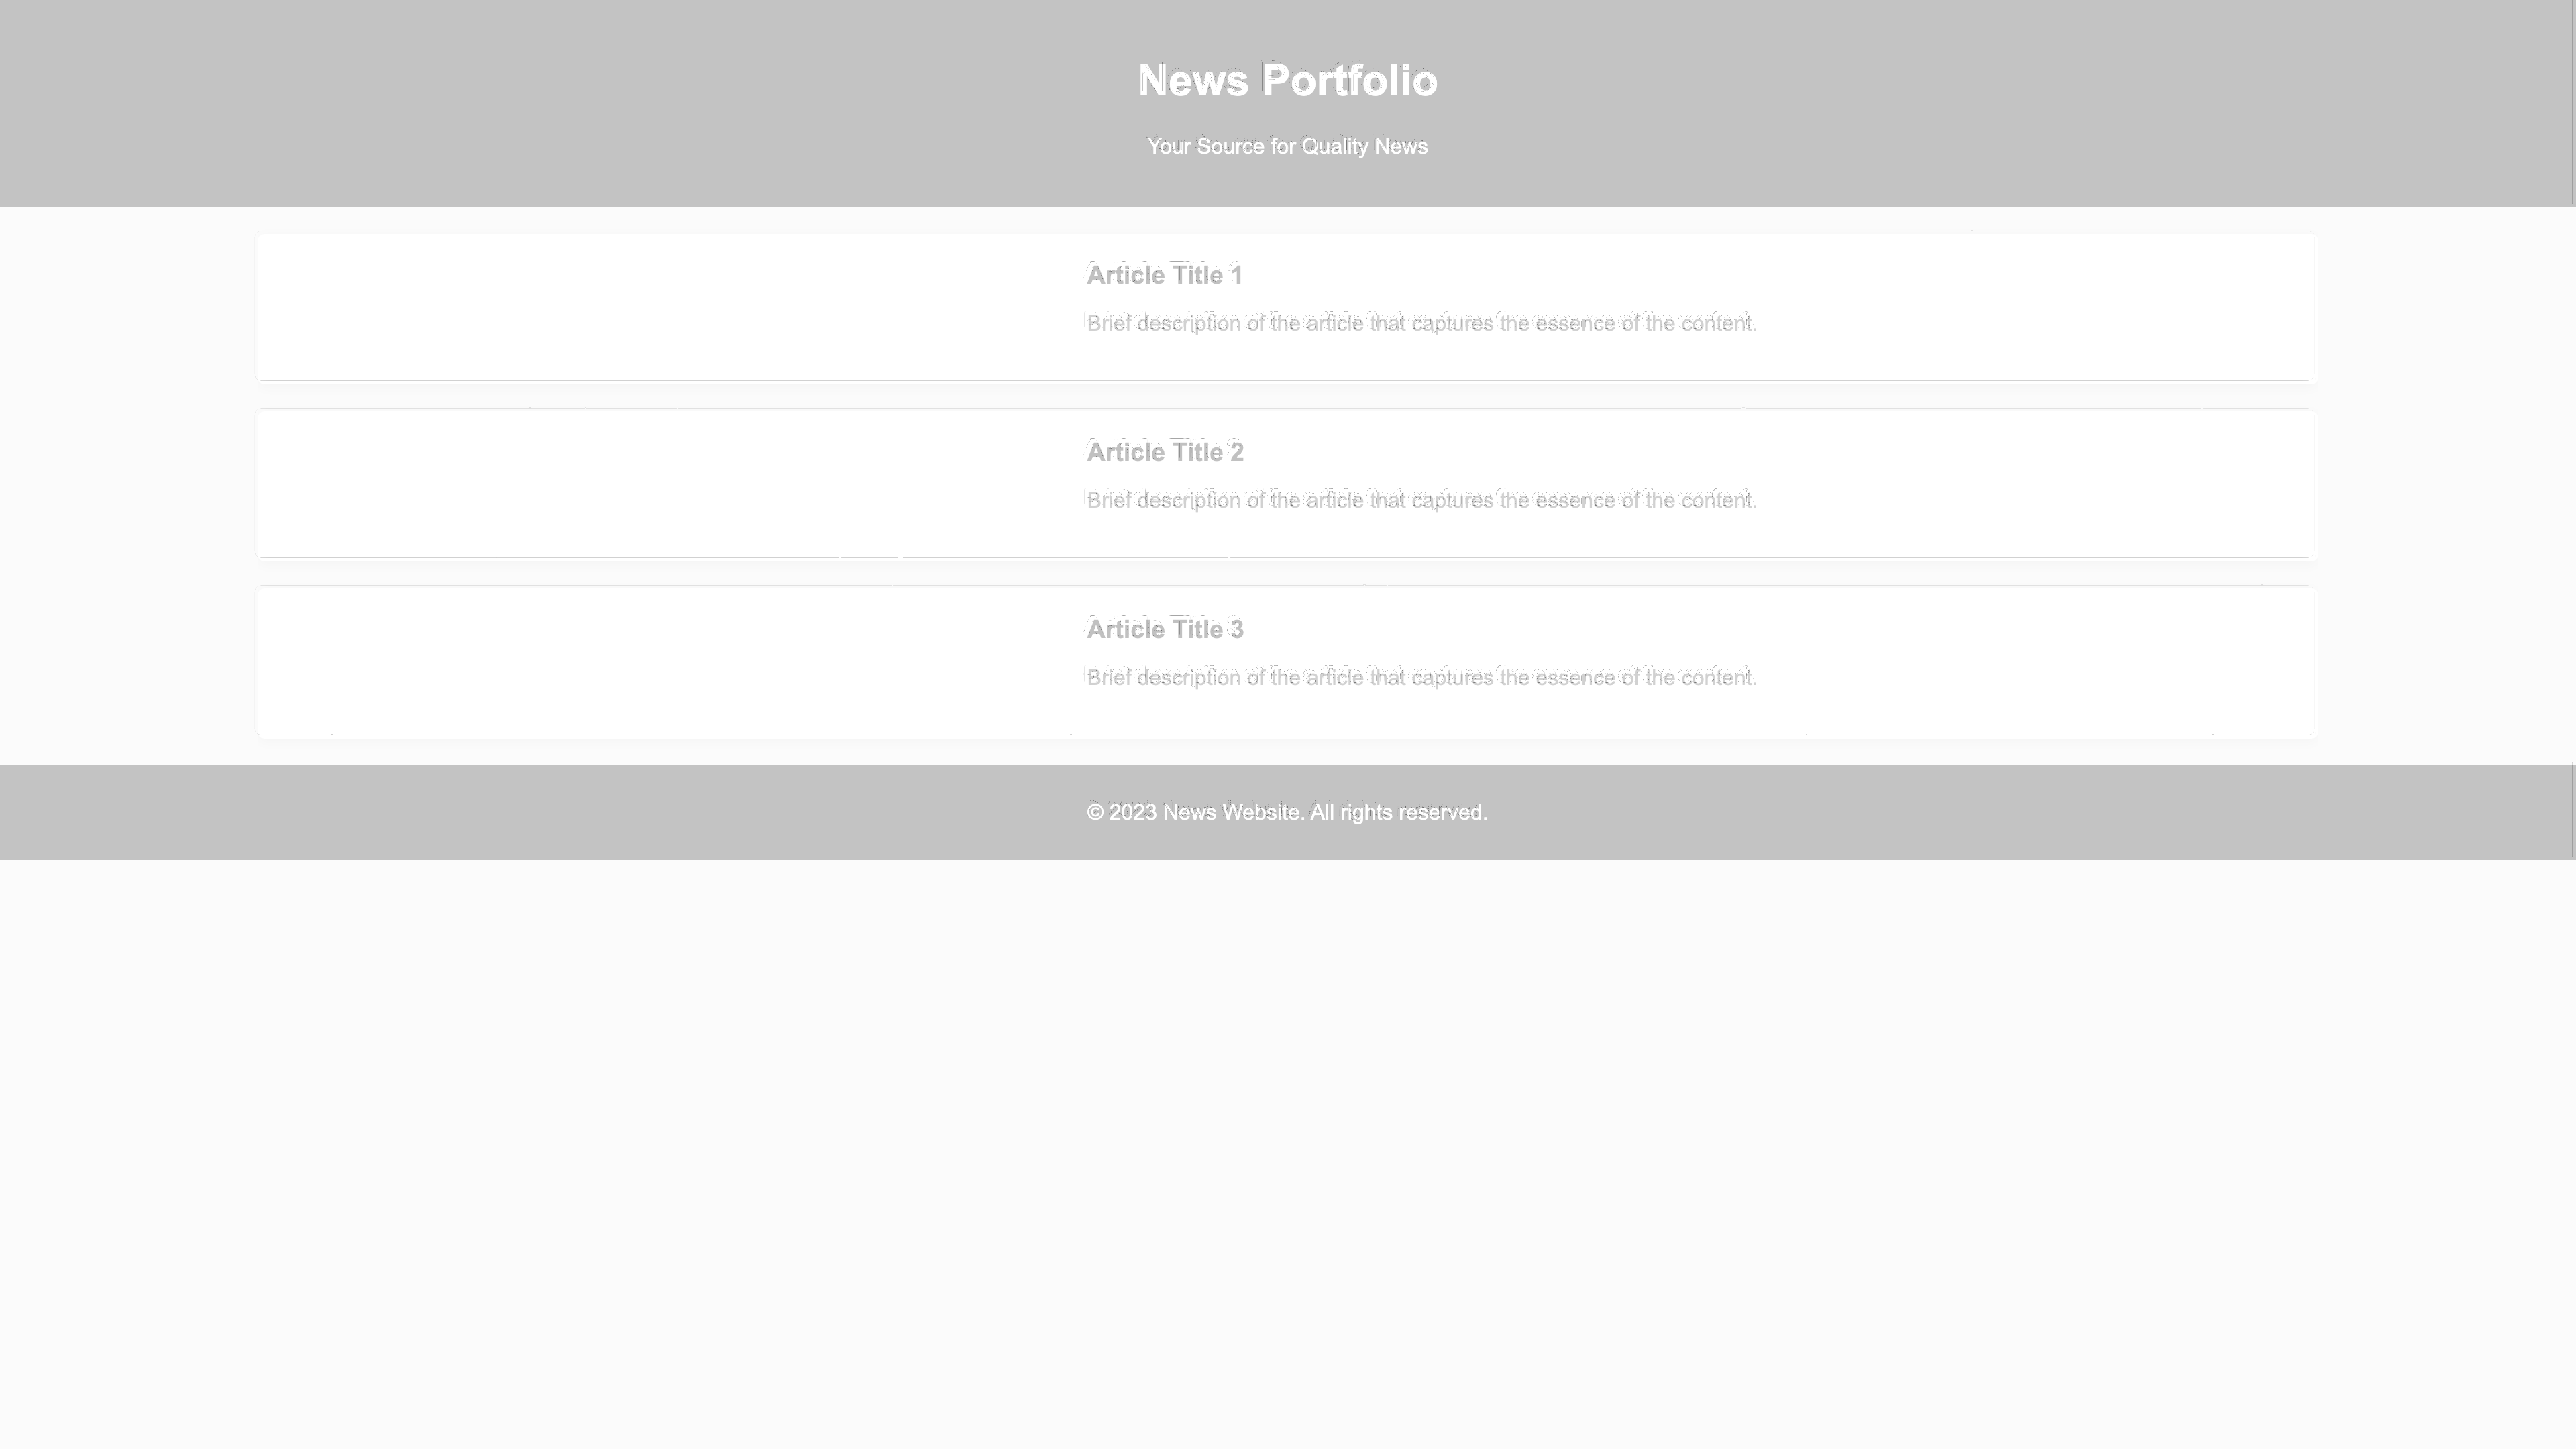 News Portfolio
Your Source for Quality News
Article Title 1
Brief description of the article that captures the essence of the content.
Article Title 2
Brief description of the article that captures the essence of the content.
Article Title 3
Brief description of the article that captures the essence of the content.
© 2023 News Website. All rights reserved.